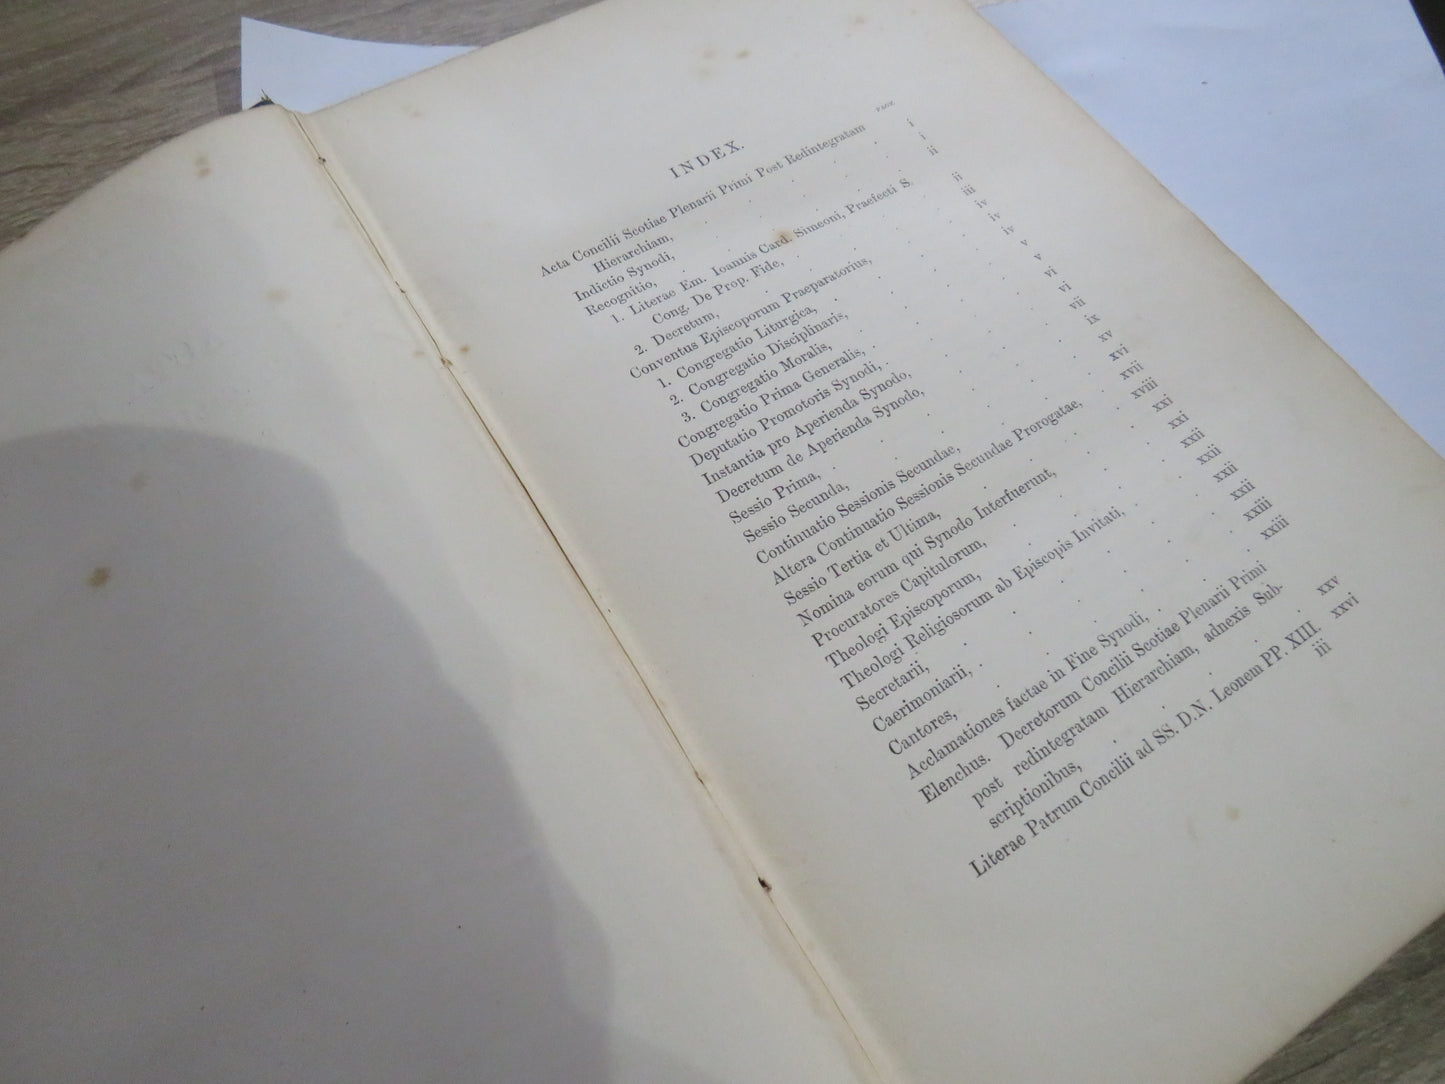 INDEX.
PAGE
Acta Concilii Scotiae Plenarii Primi Post Redintegratam
Hierarchiam, i
Indictio Synodi, i
Recognitio, ii
1. Literae Em. Ioannis Card. Simeoni, Praefecti S.
Cong. De Prop. Fide, ii
2. Decretum, iii
Conventus Episcoporum Praeparatorius, iv
1. Congregatio Liturgica, iv
2. Congregatio Disciplinaris, iv
3. Congregatio Moralis, v
Congregatio Prima Generalis, v
Deputatio Promotoris Synodi, vi
Instantia pro Aperienda Synodo, vi
Decretum de Aperienda Synodo, vii
Sessio Prima, ix
Sessio Secunda, xv
Continuatio Sessionis Secundae, xvi
Altera Continuatio Sessionis Secundae Prorogatae, xvii
Sessio Tertia et Ultima, xviii
Nomina eorum qui Synodo Interfuerunt, xxi
Procuratores Capitulorum, xxi
Theologi Episcoporum, xxii
Theologi Religiosorum ab Episcopis Invitati, xxii
Secretarii, xxii
Caerimoniarii, xxii
Cantores, xxiii
Acclamationes factae in Fine Synodi, xxiii
Elenchus. Decretorum Concilii Scotiae Plenarii Primi
post redintegratam Hierarchiam, adnexis Sub-
scriptionibus, xxv
Literae Patrum Concilii ad SS. D.N. Leonem PP. XIII. xxvi
iii